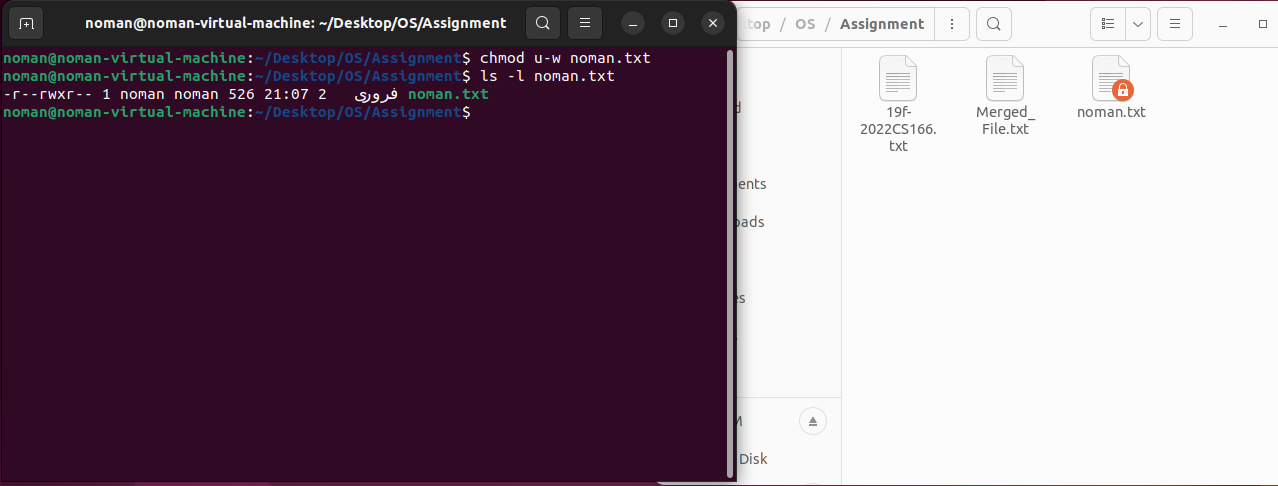 noman@noman-virtual-machine: ~/Desktop/OS/Assignment
noman@noman-virtual-machine:~/Desktop/OS/Assignment$ chmod u-w noman.txt
noman@noman-virtual-machine:~/Desktop/OS/Assignment$ ls -l noman.txt
-r--rwxr-- 1 noman noman 526 21:07 2 فروری noman.txt
noman@noman-virtual-machine:~/Desktop/OS/Assignment$
top / OS / Assignment
19f-
2022CS166.
txt
Merged_
File.txt
noman.txt
ents
oads
es
M
Disk